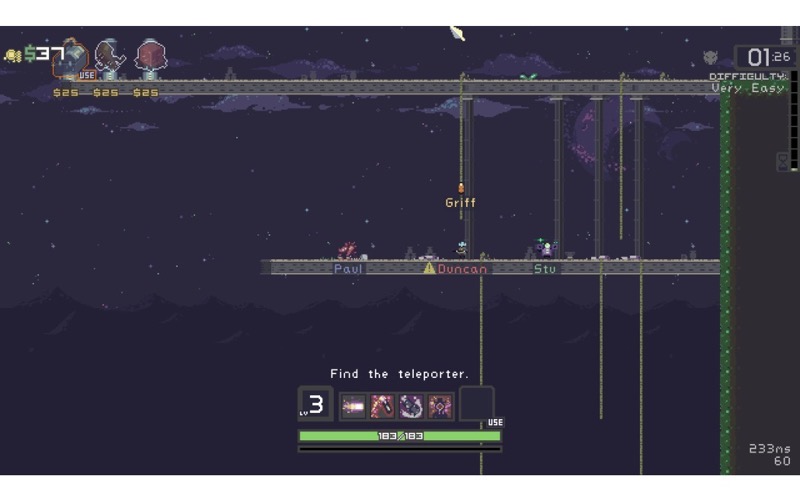 $37
USE
$25 $25 $25
01:26
DIFFICULTY:
Very Easy
Griff
Paul
Duncan
Stu
Find the teleporter.
LV 3
USE
183/183
233ms
60